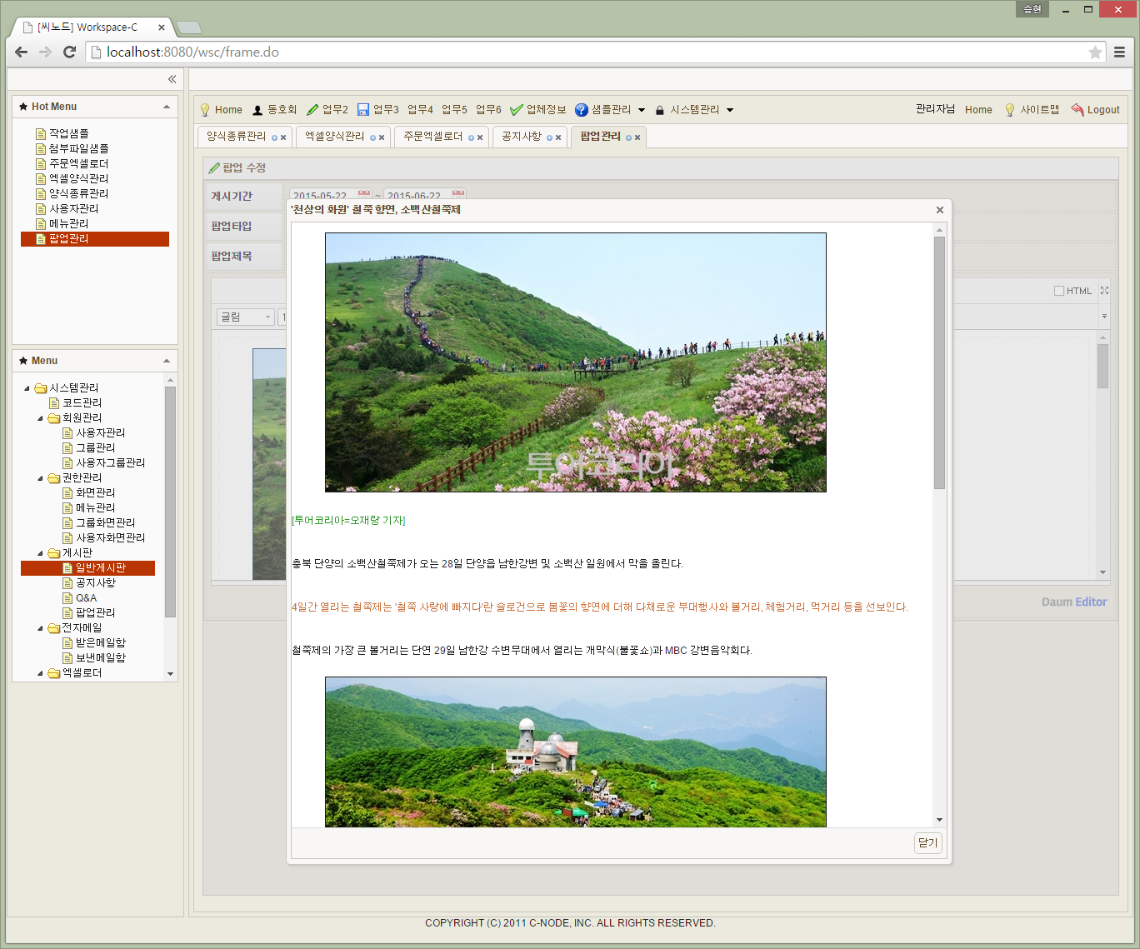 승현
[씨노드] Workspace-C
localhost:8080/wsc/frame.do
Hot Menu
작업샘플
첨부파일샘플
주문엑셀로더
엑셀양식관리
양식종류관리
사용자관리
메뉴관리
팝업관리
Menu
시스템관리
코드관리
회원관리
사용자관리
그룹관리
사용자그룹관리
권한관리
화면관리
메뉴관리
그룹화면관리
사용자화면관리
게시판
일반게시판
공지사항
Q&A
팝업관리
전자메일
받은메일함
보낸메일함
엑셀로더
Home 동호회 업무2 업무3 업무4 업무5 업무6 업체정보 샘플관리 시스템관리 관리자님 Home 사이트맵 Logout
양식종류관리 엑셀양식관리 주문엑셀로더 공지사항 팝업관리
팝업 수정
게시기간 2015-05-22 ~ 2015-06-22
팝업타입
팝업제목
HTML
굴림
'천상의 화원' 철쭉 향연, 소백산철쭉제
투어코리아
[투어코리아=오재랑 기자]
충북 단양의 소백산철쭉제가 오는 28일 단양읍 남한강변 및 소백산 일원에서 막을 올린다.
4일간 열리는 철쭉제는 '철쭉 사랑에 빠지다'란 슬로건으로 봄꽃의 향연에 더해 다채로운 부대행사와 볼거리, 체험거리, 먹거리 등을 선보인다.
철쭉제의 가장 큰 볼거리는 단연 29일 남한강 수변무대에서 열리는 개막식(불꽃쇼)과 MBC 강변음악회다.
닫기
Daum Editor
COPYRIGHT (C) 2011 C-NODE, INC. ALL RIGHTS RESERVED.